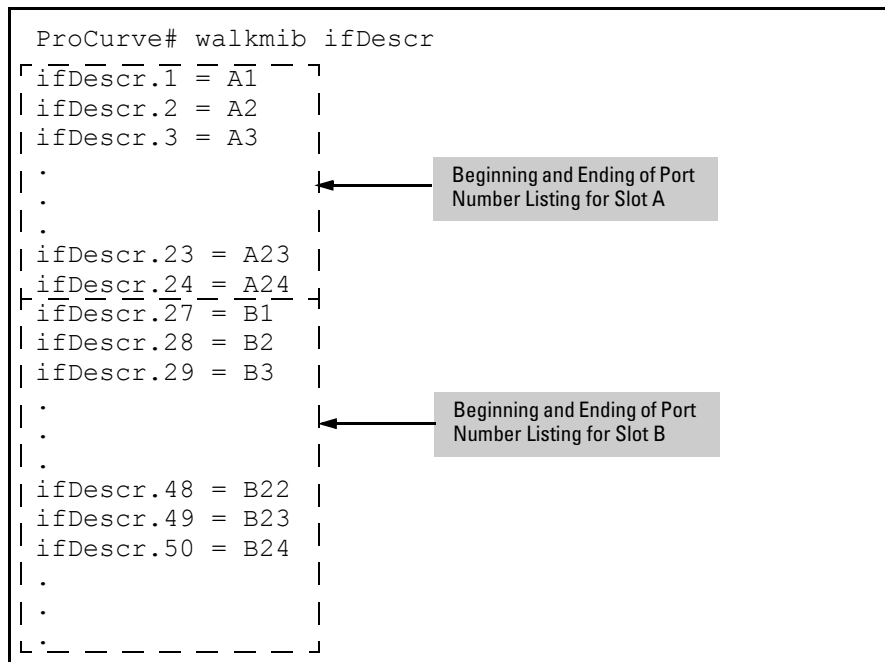 ProCurve# walkmib ifDescr
ifDescr.1 = A1
ifDescr.2 = A2
ifDescr.3 = A3
.
.
.
ifDescr.23 = A23
ifDescr.24 = A24
Beginning and Ending of Port
Number Listing for Slot A
ifDescr.27 = B1
ifDescr.28 = B2
ifDescr.29 = B3
.
.
.
ifDescr.48 = B22
ifDescr.49 = B23
ifDescr.50 = B24
.
.
.
Beginning and Ending of Port
Number Listing for Slot B